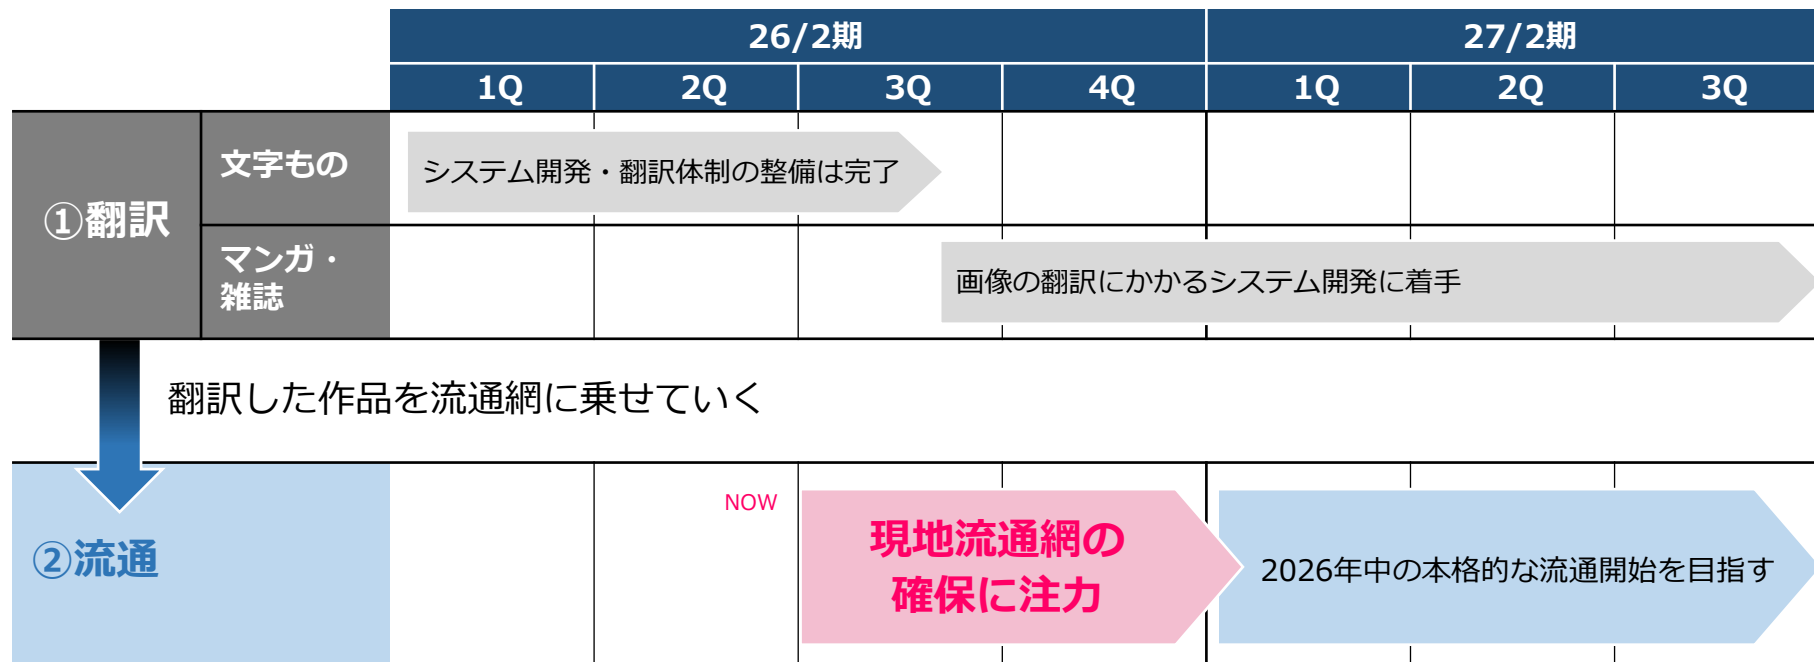 26/2期 27/2期
1Q 2Q 3Q 4Q 1Q 2Q 3Q
①翻訳
文字もの
システム開発・翻訳体制の整備は完了
マンガ・
雑誌
画像の翻訳にかかるシステム開発に着手
翻訳した作品を流通網に乗せていく
②流通
NOW
現地流通網の
確保に注力
2026年中の本格的な流通開始を目指す